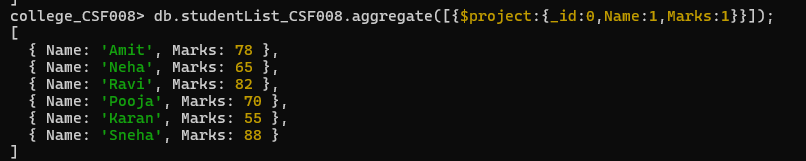 college_CSF008> db.studentList_CSF008.aggregate([{$project:{_id:0,Name:1,Marks:1}}]);
[
  { Name: 'Amit', Marks: 78 },
  { Name: 'Neha', Marks: 65 },
  { Name: 'Ravi', Marks: 82 },
  { Name: 'Pooja', Marks: 70 },
  { Name: 'Karan', Marks: 55 },
  { Name: 'Sneha', Marks: 88 }
]